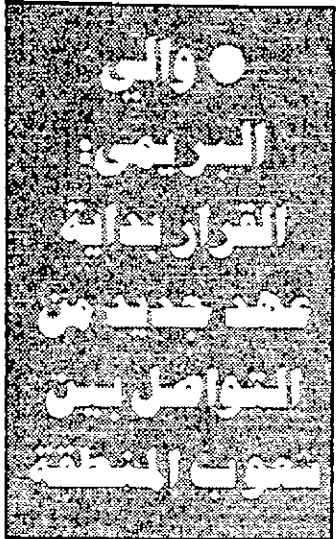 ● والي
البريمي:
القرار بداية
عهد جديد من
التواصل بين
شعوب المنطقة